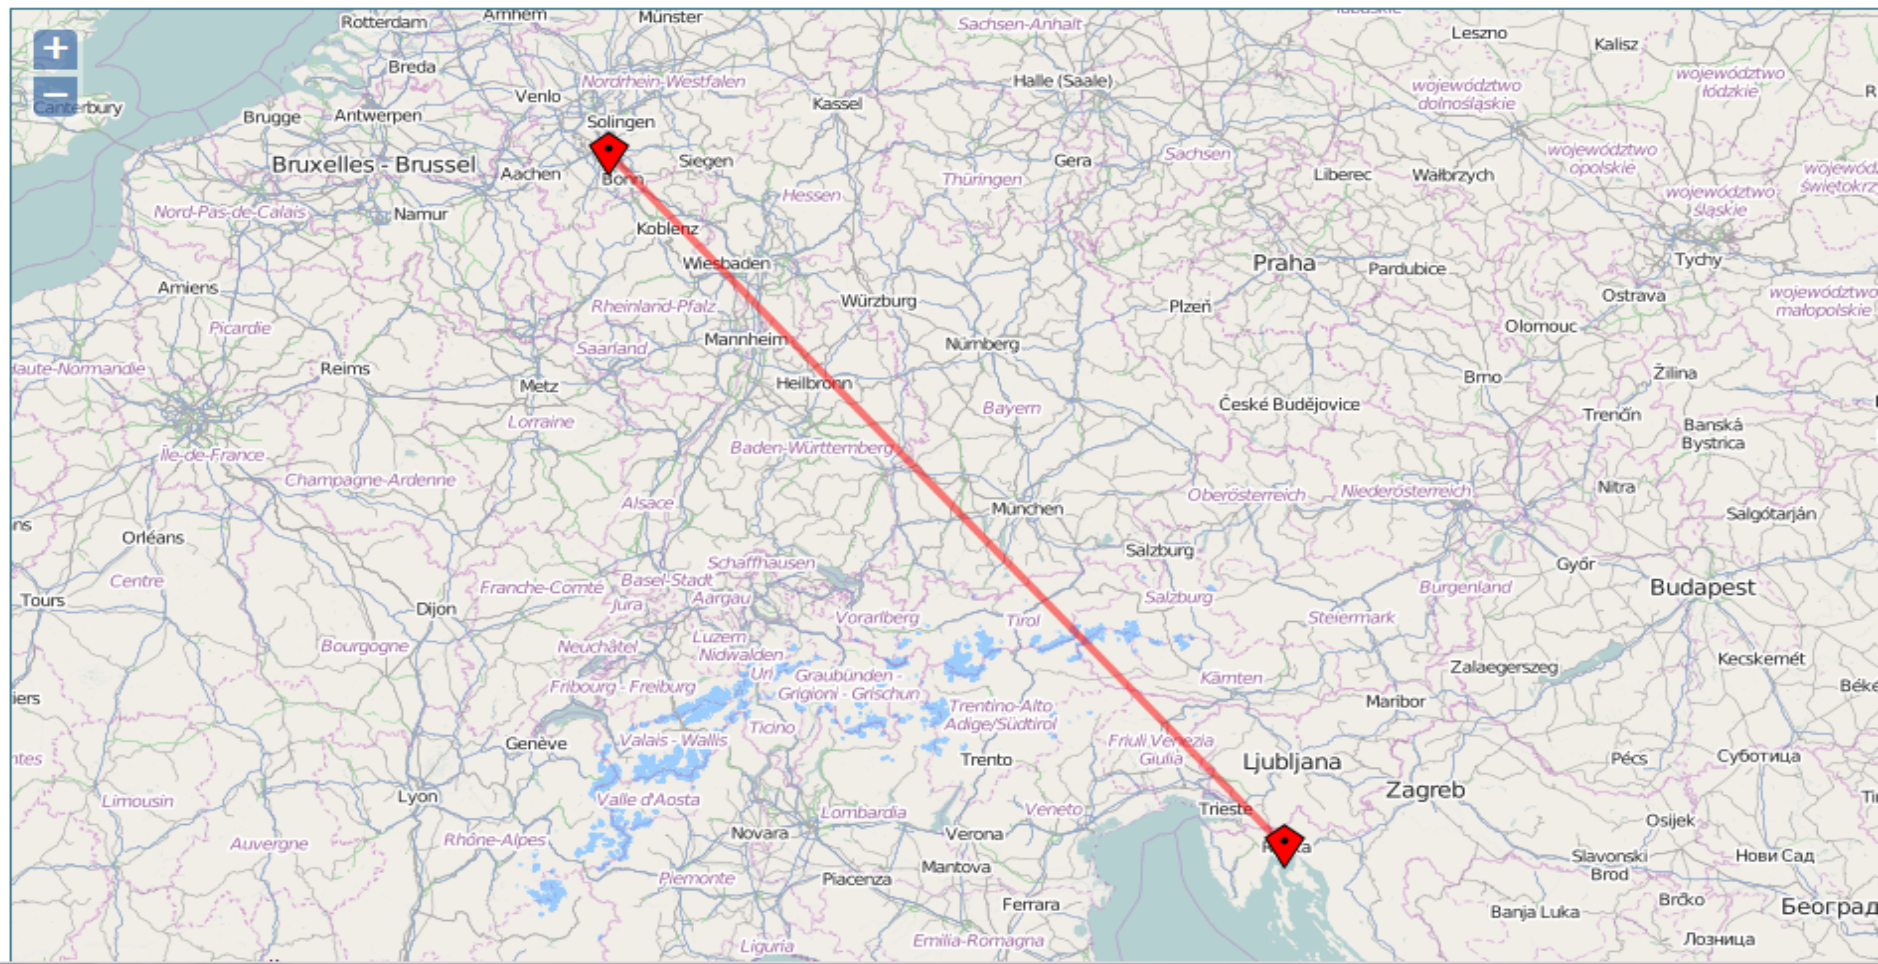 Rotterdam
Arnhem
Münster
Sachsen-Anhalt
Leszno
Kalisz
+
−
Canterbury
Breda
Venlo
Nordrhein-Westfalen
Kassel
Halle (Saale)
województwo
dolnośląskie
województwo
łódzkie
Brugge
Antwerpen
Solingen
Bruxelles - Brussel
Aachen
Bonn
Siegen
Hessen
Thüringen
Gera
Sachsen
Liberec
Wałbrzych
województwo
opolskie
województwo
śląskie
Nord-Pas-de-Calais
Namur
Koblenz
Wiesbaden
Praha
Pardubice
Tychy
Amiens
Rheinland-Pfalz
Würzburg
Plzeň
Ostrava
województwo
małopolskie
Picardie
Saarland
Mannheim
Nürnberg
Olomouc
Haute-Normandie
Reims
Metz
Heilbronn
Brno
Žilina
Lorraine
Bayern
České Budějovice
Trenčín
Banská
Bystrica
Île-de-France
Baden-Württemberg
Champagne-Ardenne
Alsace
München
Oberösterreich
Niederösterreich
Nitra
Salgótarján
Orléans
Schaffhausen
Salzburg
Győr
Centre
Franche-Comté
Basel-Stadt
Aargau
Jura
Tours
Dijon
Vorarlberg
Tirol
Salzburg
Steiermark
Burgenland
Budapest
Bourgogne
Neuchâtel
Luzern
Nidwalden
Uri
Graubünden -
Grigioni - Grischun
Kärnten
Zalaegerszeg
Kecskemét
Fribourg - Freiburg
Trentino-Alto
Adige/Südtirol
Maribor
Ticino
Genève
Valais - Wallis
Trento
Friuli Venezia
Giulia
Ljubljana
Pécs
Суботица
Limousin
Lyon
Valle d'Aosta
Lombardia
Veneto
Trieste
Zagreb
Auvergne
Rhône-Alpes
Novara
Verona
Osijek
Piemonte
Piacenza
Mantova
Slavonski
Brod
Нови Сад
Ferrara
Banja Luka
Brčko
Београд
Liguria
Emilia-Romagna
Лозница